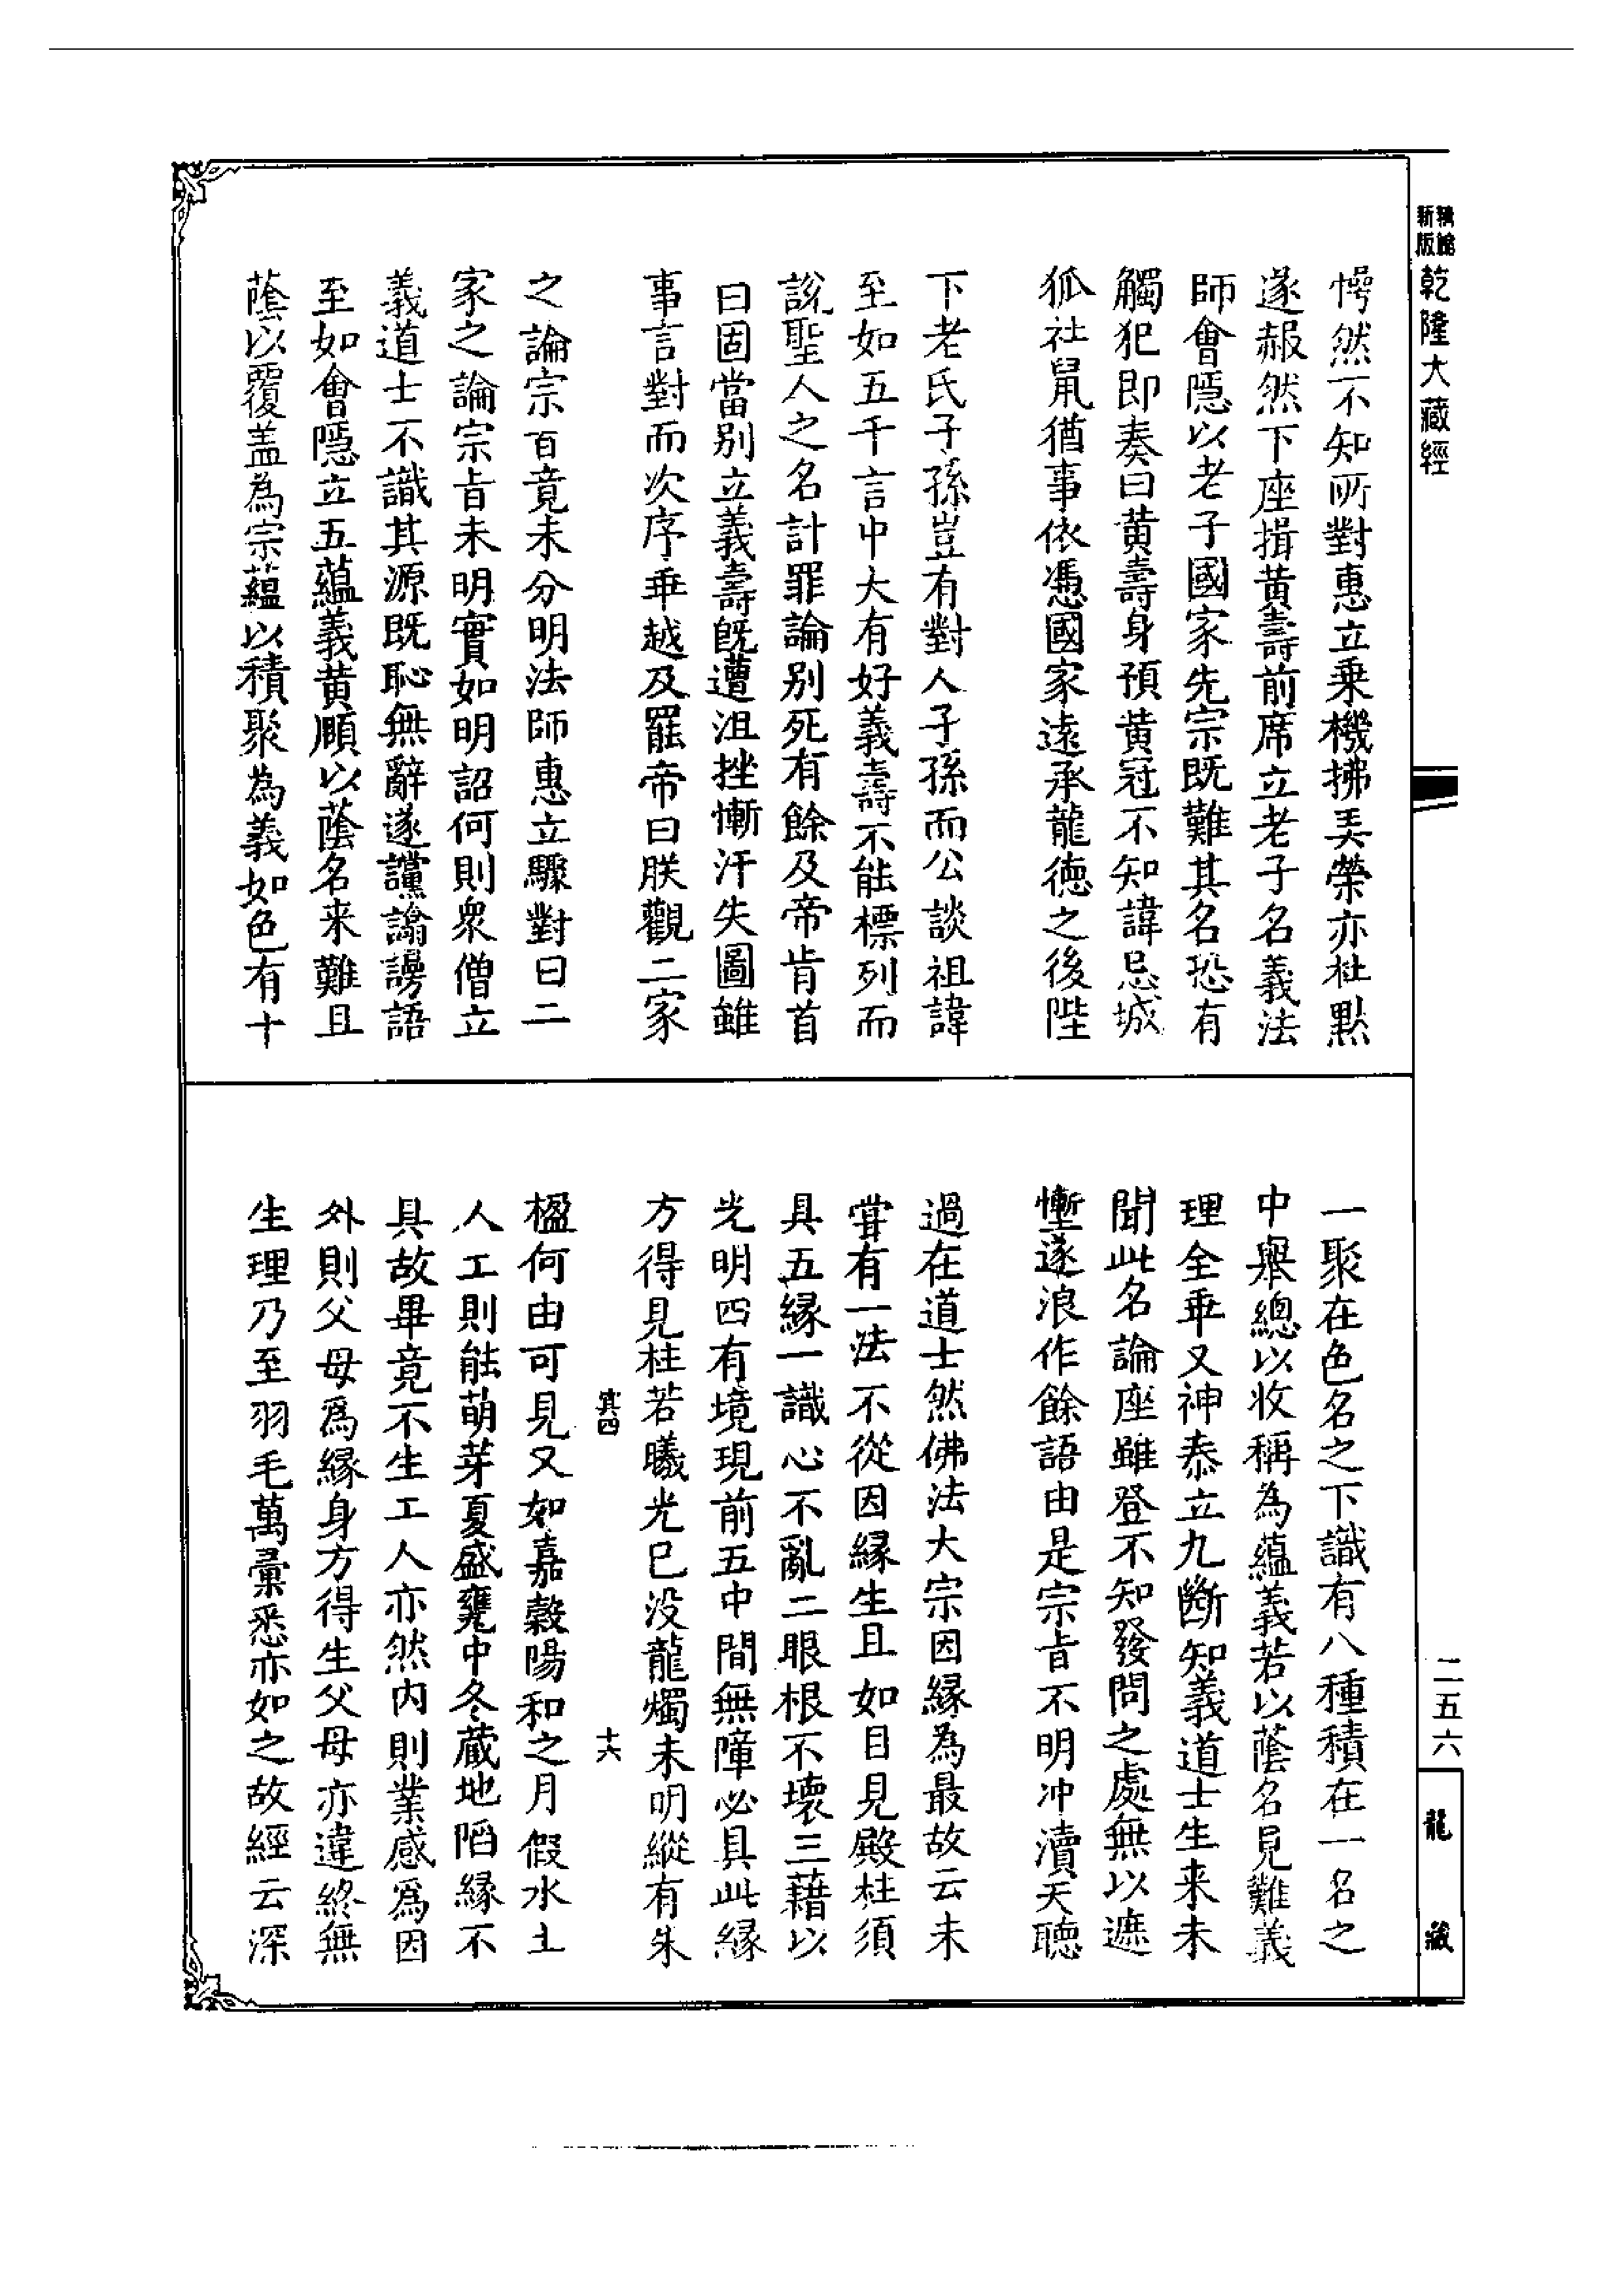 新版
精館
乾隆大藏經
愕然不知所對惠立乗機拂弄榮亦杜黙
遂赧然下座揖黄壽前席立老子名義法
師會隱以老子國家先宗既難其名恐有
觸犯即奏曰黄壽身預黄冠不知諱忌城
狐社鼠猶事依憑國家遠承龍德之後陛
下老氏子孫豈有對人子孫而公談祖諱
至如五千言中大有好義壽不能標列而
說聖人之名計罪論别死有餘及帝肯首
曰固當别立義壽旣遭沮挫慚汗失圖雖
事言對而次序乖越及罷帝曰朕觀二家
之論宗百竟未分明法師惠立驟對曰二
家之論宗㫖未明實如明詔何則衆僧立
義道士不識其源既恥無辭遂讜謚謗語
至如會隱立五蘊義黄頥以蔭名来難且
蔭以覆盖為宗蘊以積聚為義如色有十
一聚在色名之下識有八種積在一名之
中舉總以收稱為蘊義若以蔭名見難義
理全乖又神泰立九斷知義道士生来未
聞此名論座雖登不知發問之處無以遮
慙遂浪作餘語由是宗㫖不明冲瀆天聽
過在道士然佛法大宗因緣為最故云未
甞有一法不從因緣生且如目見殿柱須
具五緣一識心不亂二眼根不壞三藉以
光明四有境現前五中間無障必具此緣
方得見柱若曦光已没龍燭未明縱有朱
楹何由可見又如嘉穀陽和之月假水土
人工則能萌芽夏盛甕中冬蔵地䧟緣不
具故畢竟不生工人亦然内則業感爲因
外則父母爲緣身方得生父母亦違終無
生理乃至羽毛萬彙悉亦如之故經云深
其四
十六
二五六
龍藏